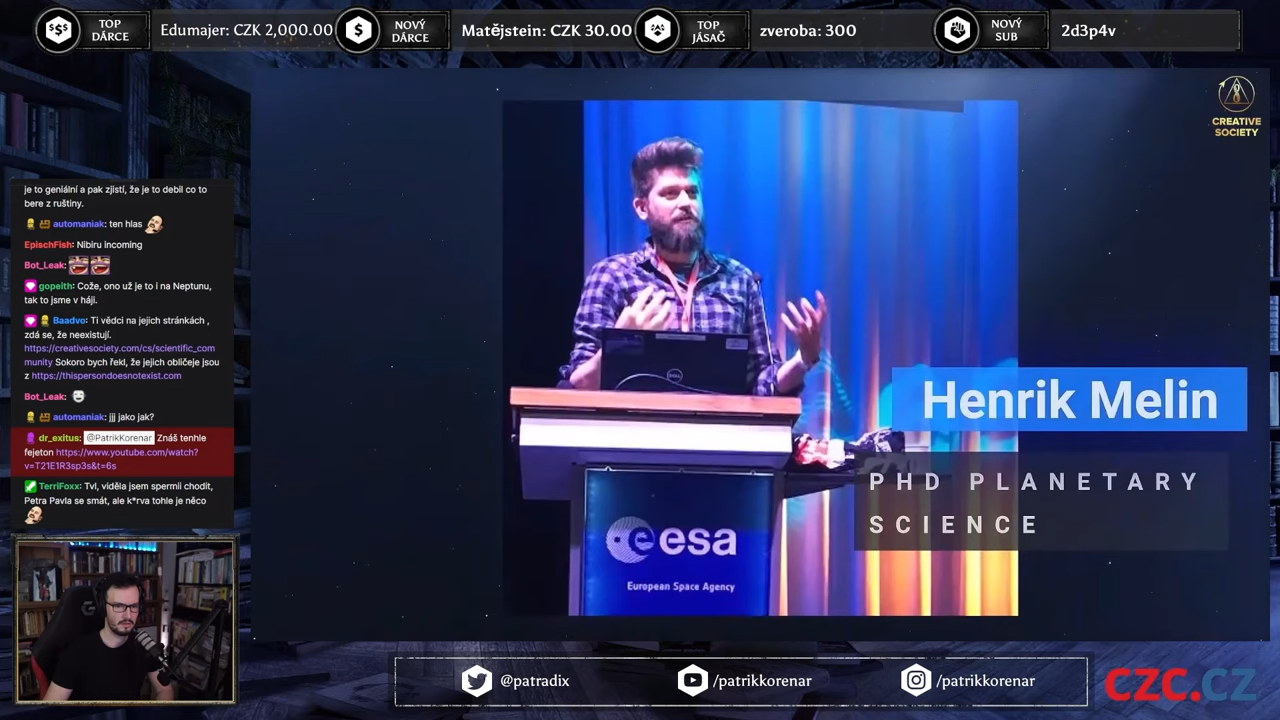 TOP
DÁRCE
Edumajer: CZK 2,000.00
NOVÝ
DÁRCE
Matějstein: CZK 30.00
TOP
JÁSAČ
zveroba: 300
NOVÝ
SUB
2d3p4v
CREATIVE
SOCIETY
je to geniální a pak zjistí, že je to debil co to
bere z ruštiny.
automaniak: ten hlas
EpischFish: Nibiru incoming
Bot_Leak:
gopeith: Cože, ono už je to i na Neptunu,
tak to jsme v háji.
Baadvo: Ti vědci na jejich stránkách ,
zdá se, že neexistují.
https://creativesociety.com/cs/scientific_com
munity Sokoro bych řekl, že jejich obličeje jsou
z https://thispersondoesnotexist.com
Bot_Leak:
automaniak: jjj jako jak?
dr_exitus: @PatrikKorenar Znáš tenhle
fejeton https://www.youtube.com/watch?
v=T21E1R3sp3s&t=6s
TerriFoxx: Tvl, viděla jsem spermii chodit,
Petra Pavla se smát, ale k*rva tohle je něco
DELL
Henrik Melin
PHD PLANETARY
SCIENCE
esa
European Space Agency
@patradix
/patrikkorenar
/patrikkorenar
CZC.CZ